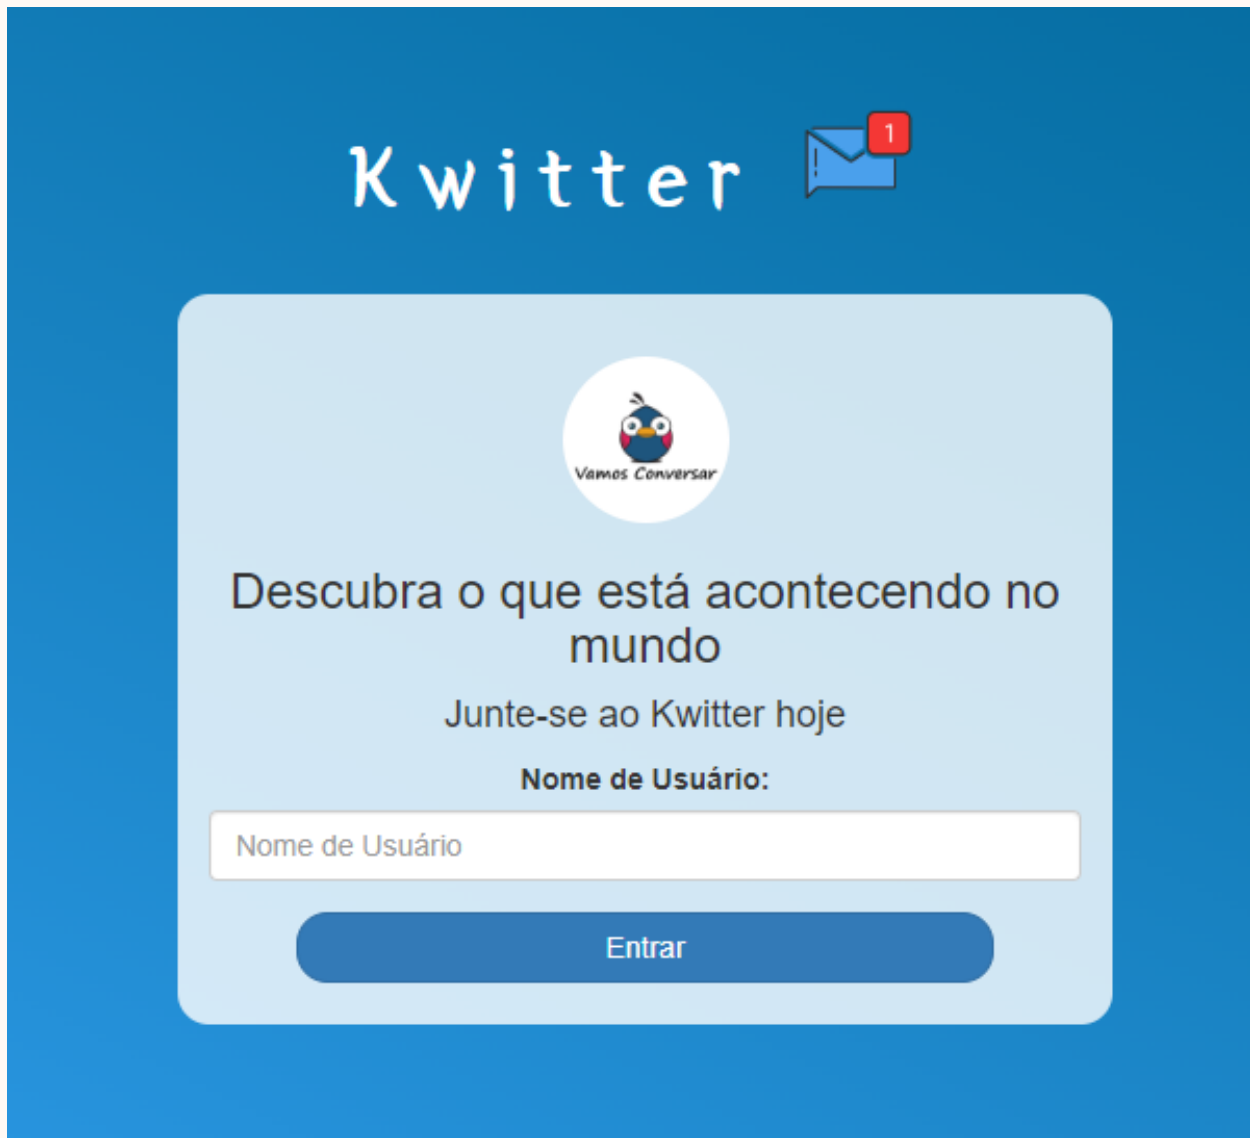 Kwitter
1
Vamos Conversar
Descubra o que está acontecendo no
mundo
Junte-se ao Kwitter hoje
Nome de Usuário:
Nome de Usuário
Entrar